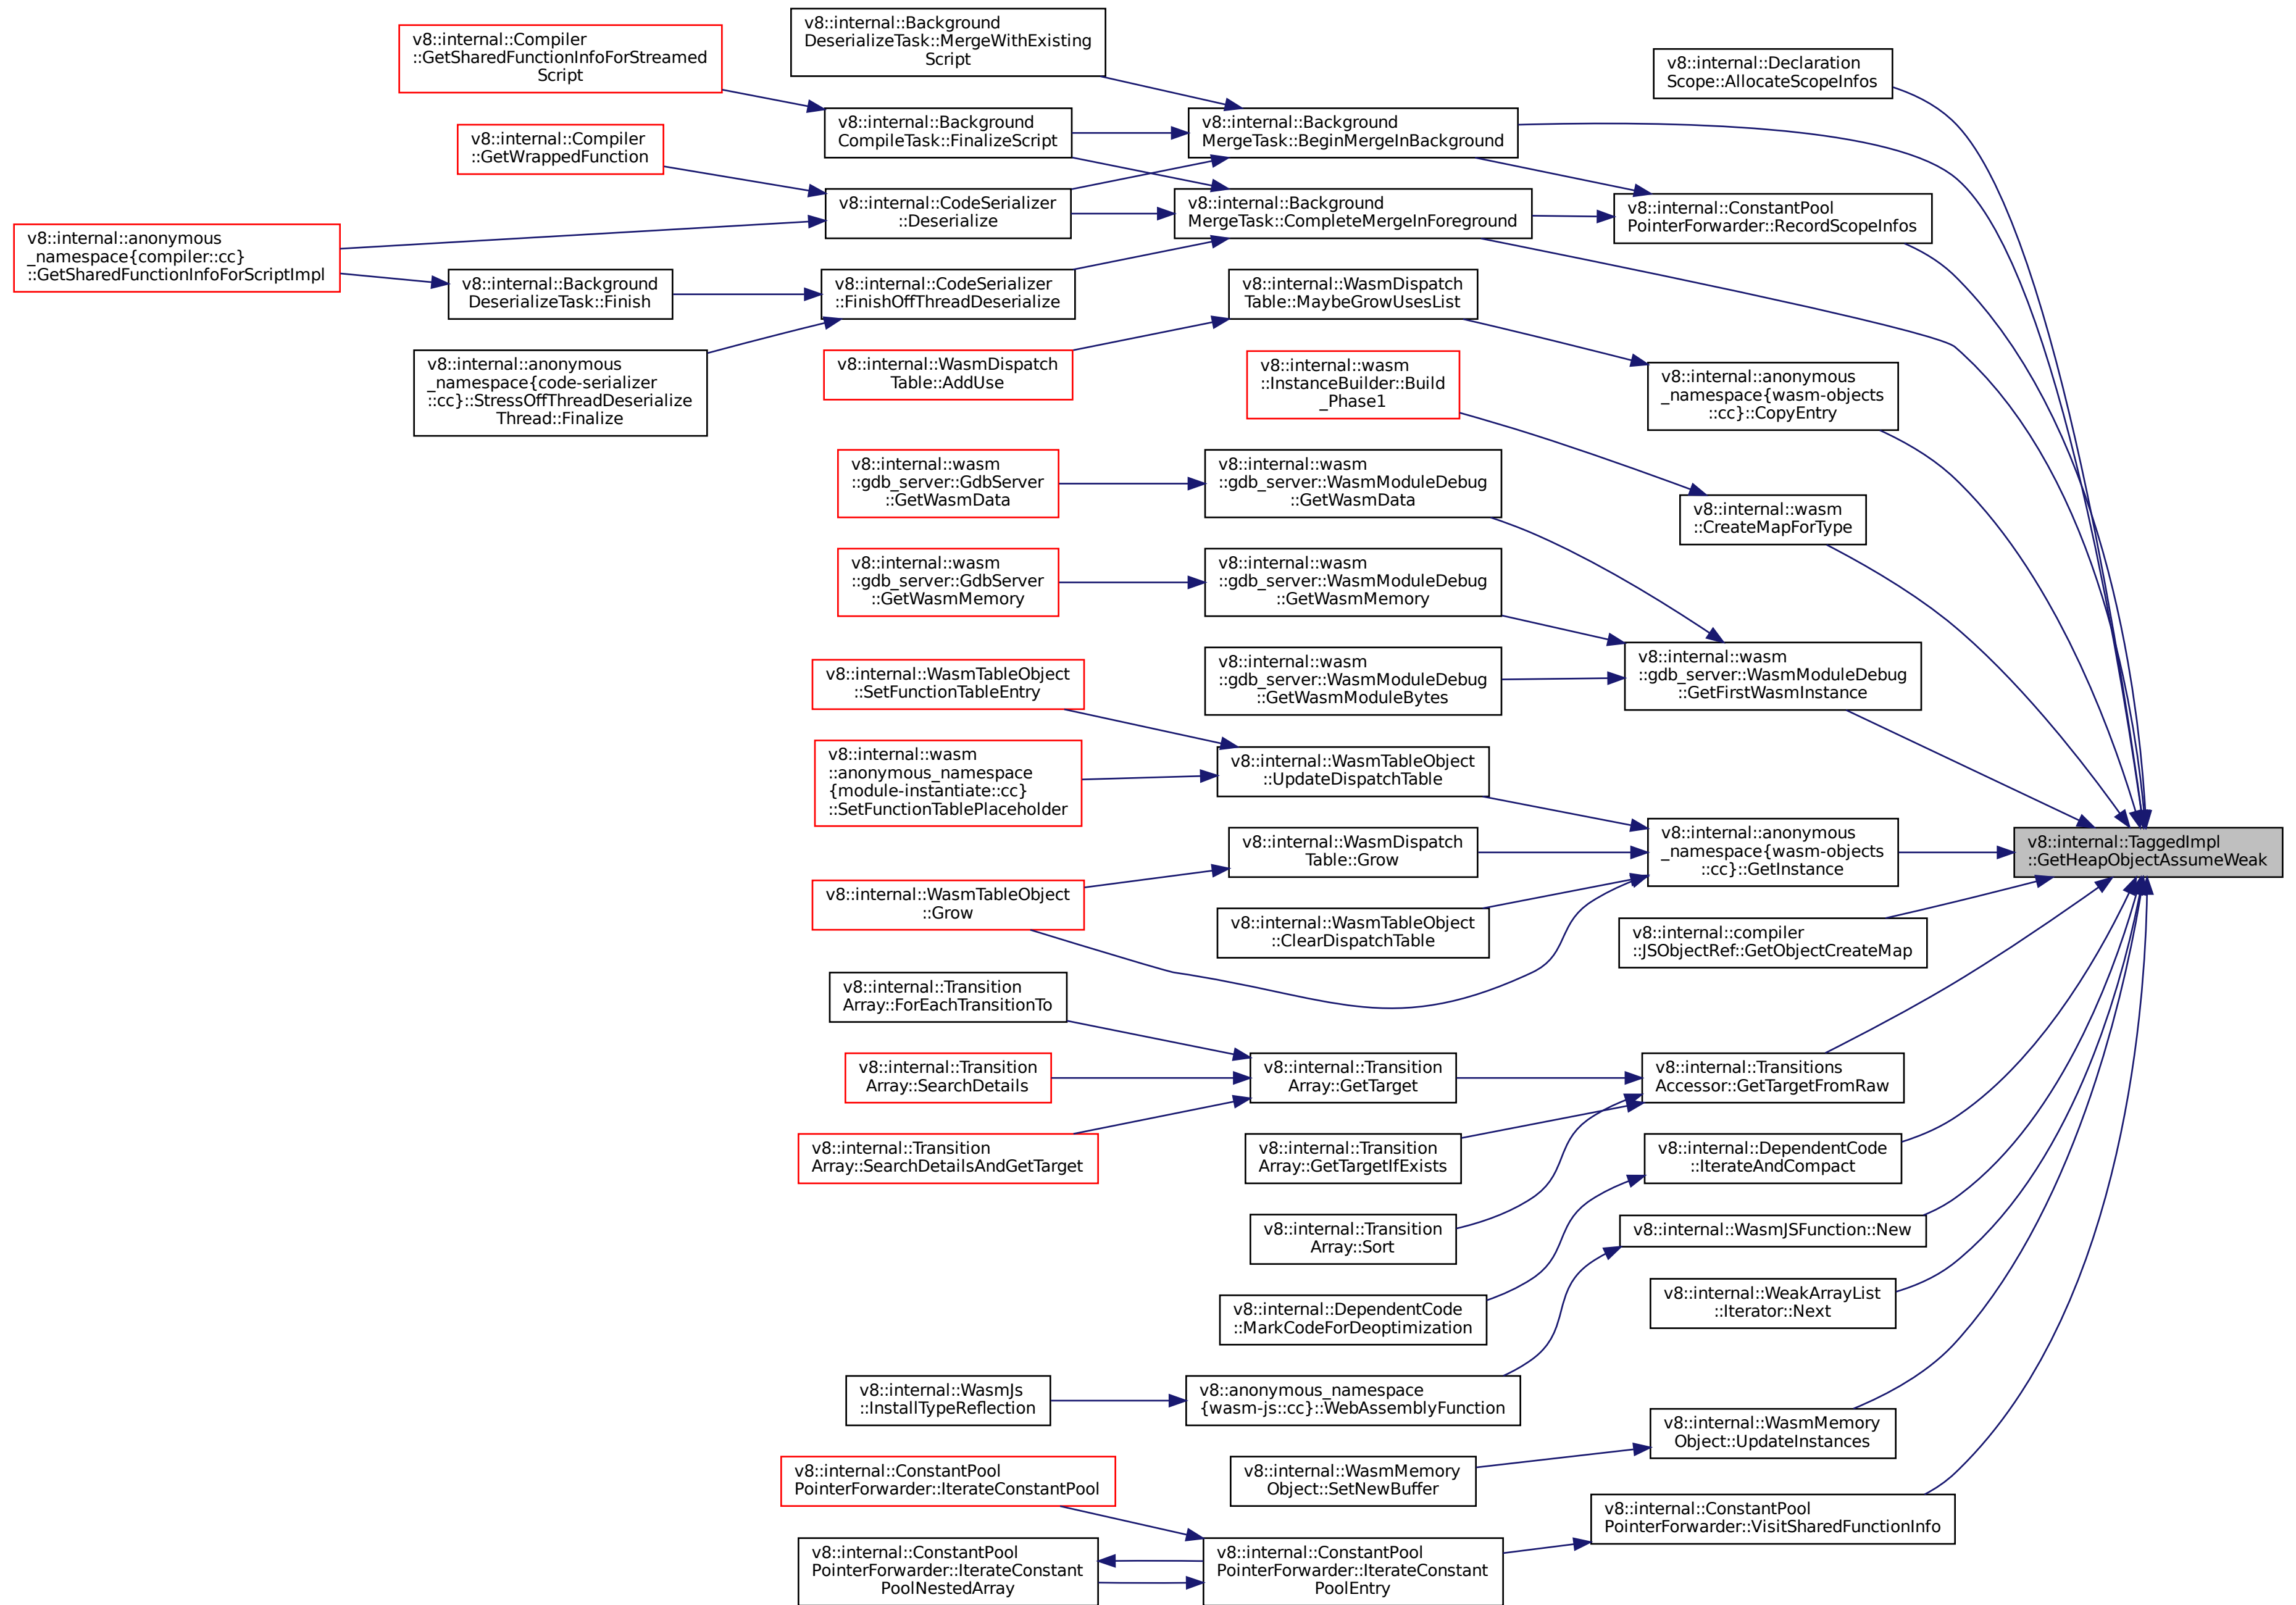 v8::internal::Background
DeserializeTask::MergeWithExisting
Script
v8::internal::Compiler
::GetSharedFunctionInfoForStreamed
Script
v8::internal::Declaration
Scope::AllocateScopeInfos
v8::internal::Background
CompileTask::FinalizeScript
v8::internal::Background
MergeTask::BeginMergeInBackground
v8::internal::Compiler
::GetWrappedFunction
v8::internal::CodeSerializer
::Deserialize
v8::internal::Background
MergeTask::CompleteMergeInForeground
v8::internal::ConstantPool
PointerForwarder::RecordScopeInfos
v8::internal::anonymous
_namespace{compiler::cc}
::GetSharedFunctionInfoForScriptImpl
v8::internal::Background
DeserializeTask::Finish
v8::internal::CodeSerializer
::FinishOffThreadDeserialize
v8::internal::WasmDispatch
Table::MaybeGrowUsesList
v8::internal::anonymous
_namespace{code-serializer
::cc}::StressOffThreadDeserialize
Thread::Finalize
v8::internal::WasmDispatch
Table::AddUse
v8::internal::wasm
::InstanceBuilder::Build
_Phase1
v8::internal::anonymous
_namespace{wasm-objects
::cc}::CopyEntry
v8::internal::wasm
::gdb_server::GdbServer
::GetWasmData
v8::internal::wasm
::gdb_server::WasmModuleDebug
::GetWasmData
v8::internal::wasm
::CreateMapForType
v8::internal::wasm
::gdb_server::GdbServer
::GetWasmMemory
v8::internal::wasm
::gdb_server::WasmModuleDebug
::GetWasmMemory
v8::internal::wasm
::gdb_server::WasmModuleDebug
::GetWasmModuleBytes
v8::internal::wasm
::gdb_server::WasmModuleDebug
::GetFirstWasmInstance
v8::internal::WasmTableObject
::SetFunctionTableEntry
v8::internal::wasm
::anonymous_namespace
{module-instantiate::cc}
::SetFunctionTablePlaceholder
v8::internal::WasmTableObject
::UpdateDispatchTable
v8::internal::WasmDispatch
Table::Grow
v8::internal::anonymous
_namespace{wasm-objects
::cc}::GetInstance
v8::internal::TaggedImpl
::GetHeapObjectAssumeWeak
v8::internal::WasmTableObject
::Grow
v8::internal::WasmTableObject
::ClearDispatchTable
v8::internal::compiler
::JSObjectRef::GetObjectCreateMap
v8::internal::Transition
Array::ForEachTransitionTo
v8::internal::Transition
Array::SearchDetails
v8::internal::Transition
Array::GetTarget
v8::internal::Transitions
Accessor::GetTargetFromRaw
v8::internal::Transition
Array::SearchDetailsAndGetTarget
v8::internal::Transition
Array::GetTargetIfExists
v8::internal::DependentCode
::IterateAndCompact
v8::internal::Transition
Array::Sort
v8::internal::WasmJSFunction::New
v8::internal::DependentCode
::MarkCodeForDeoptimization
v8::internal::WeakArrayList
::Iterator::Next
v8::internal::WasmJs
::InstallTypeReflection
v8::anonymous_namespace
{wasm-js::cc}::WebAssemblyFunction
v8::internal::WasmMemory
Object::UpdateInstances
v8::internal::ConstantPool
PointerForwarder::IterateConstantPool
v8::internal::WasmMemory
Object::SetNewBuffer
v8::internal::ConstantPool
PointerForwarder::VisitSharedFunctionInfo
v8::internal::ConstantPool
PointerForwarder::IterateConstant
PoolNestedArray
v8::internal::ConstantPool
PointerForwarder::IterateConstant
PoolEntry